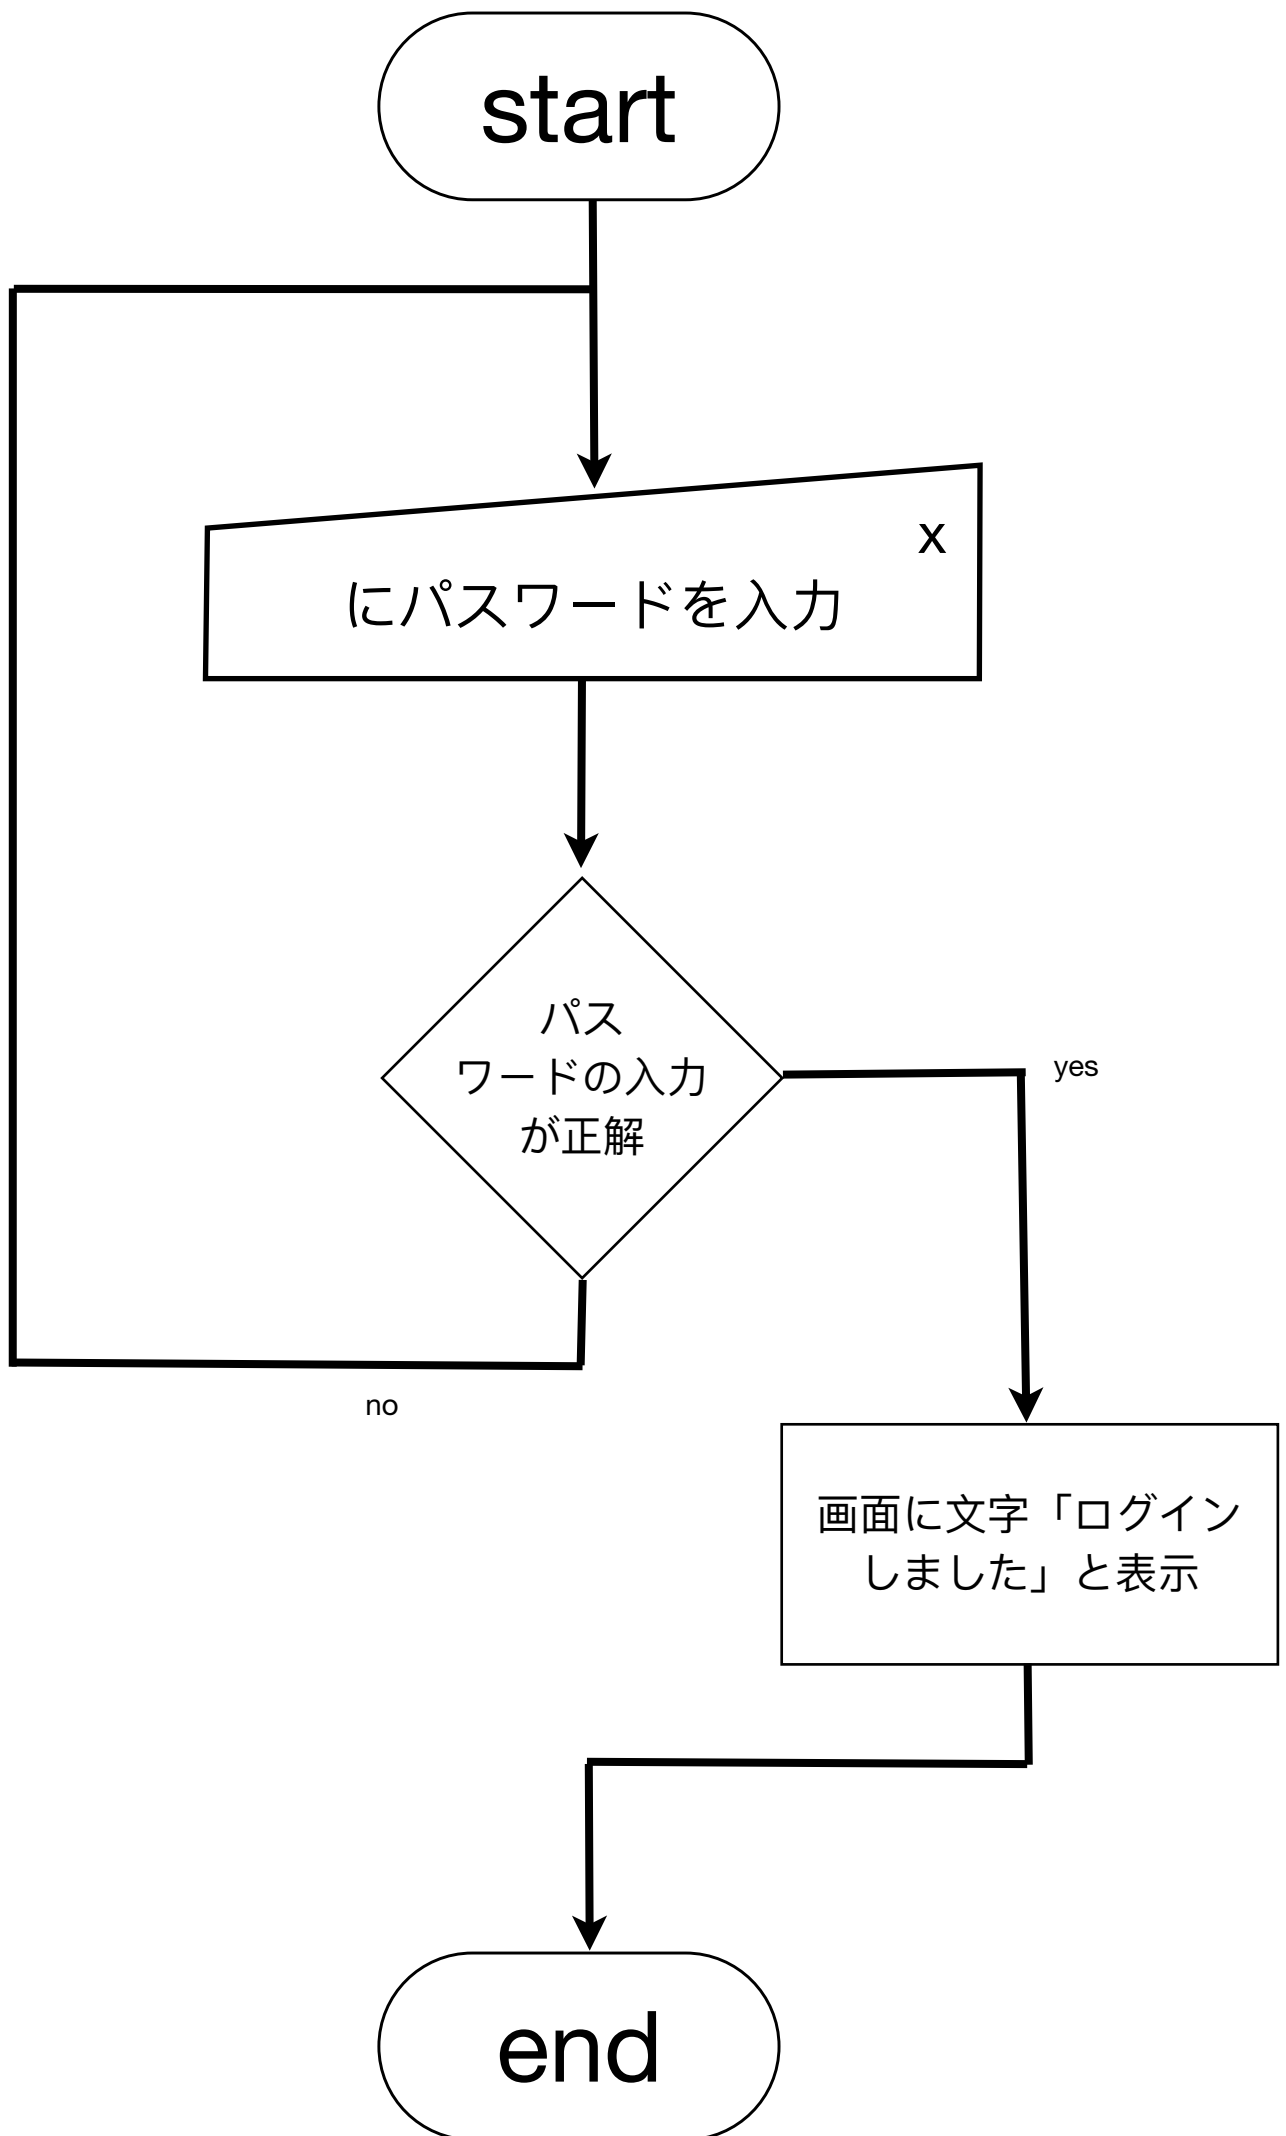 start
x
にパスワードを入力
パス
ワードの入力
が正解
yes
no
画面に文字「ログイン
しました」と表示
end